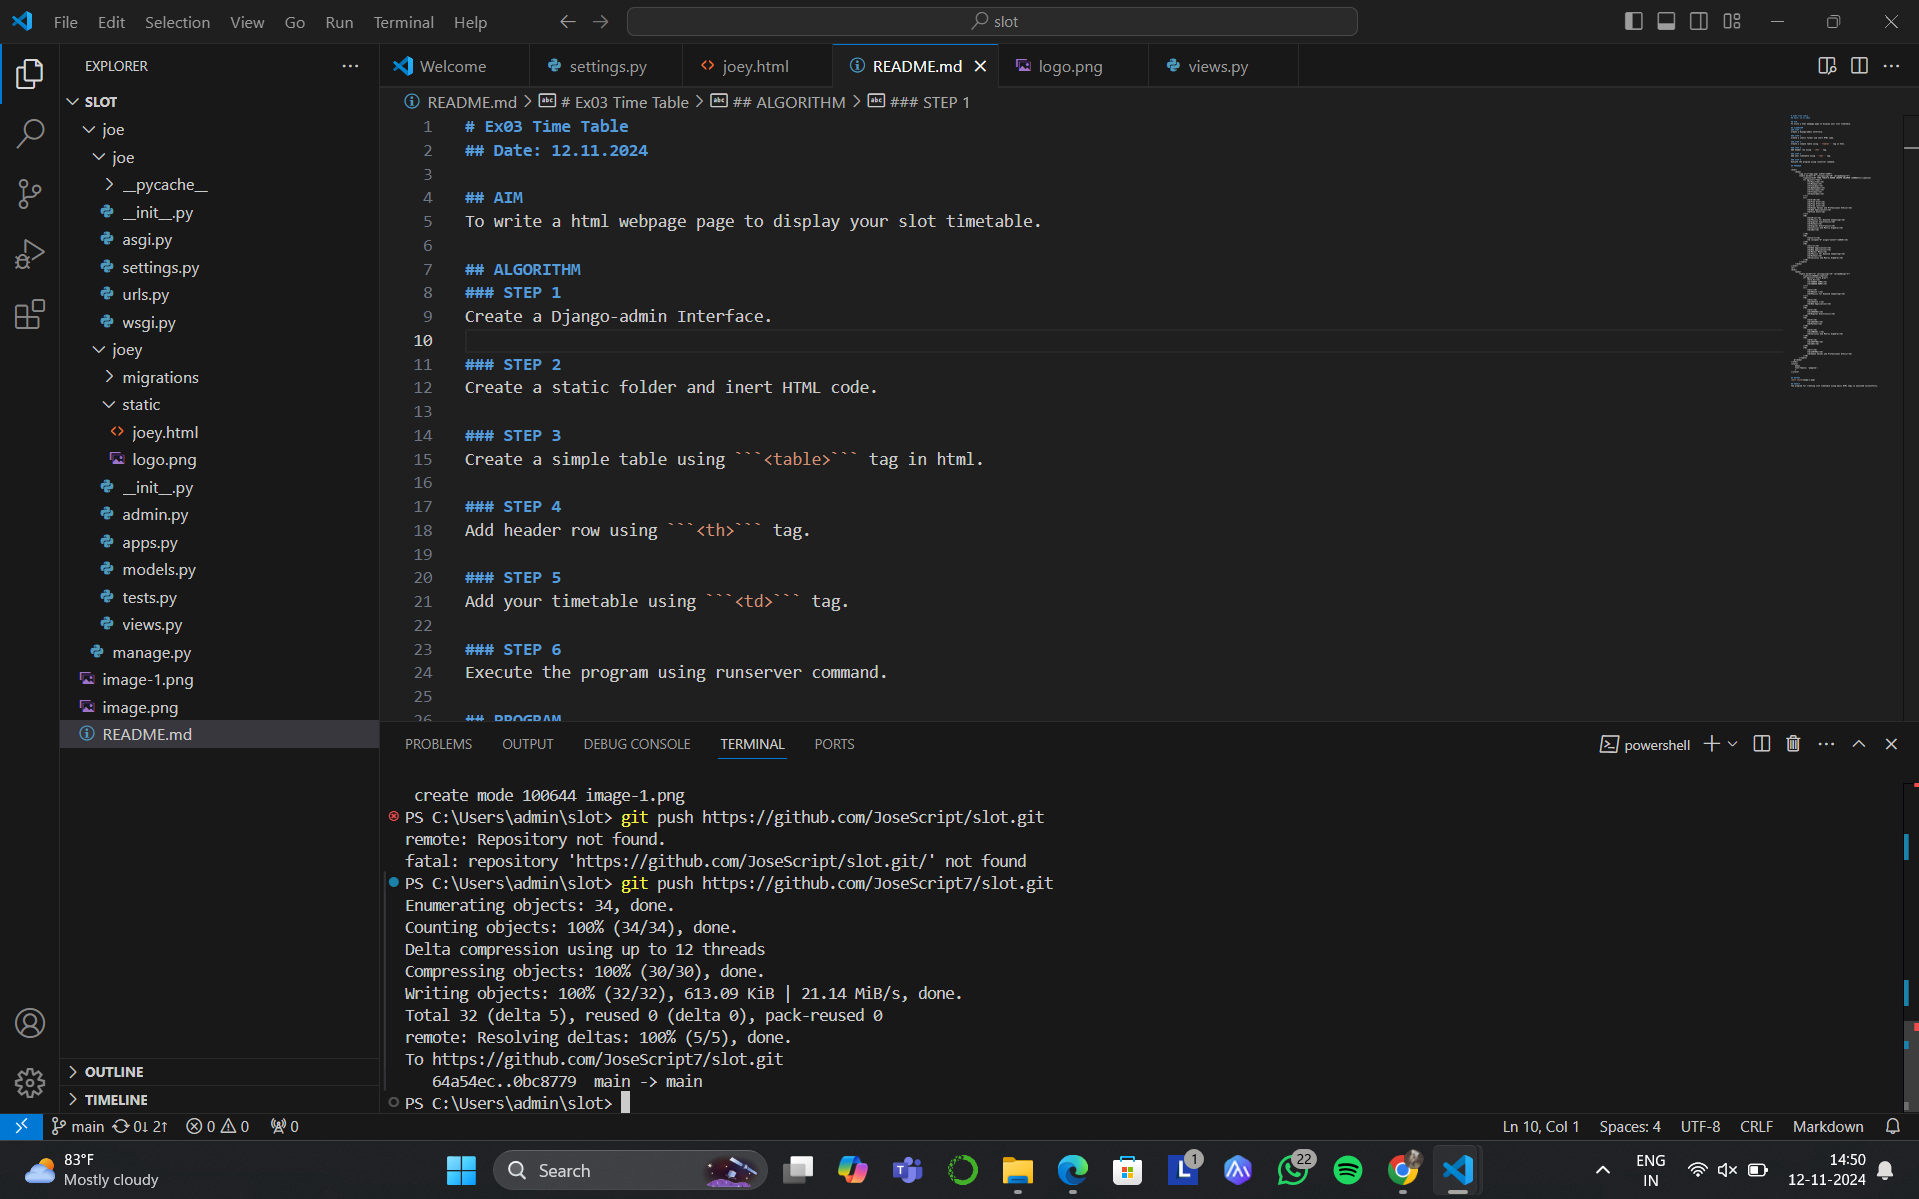 File Edit Selection View Go Run Terminal Help
slot
EXPLORER
SLOT
joe
joe
__pycache__
__init__.py
asgi.py
settings.py
urls.py
wsgi.py
joey
migrations
static
joey.html
logo.png
__init__.py
admin.py
apps.py
models.py
tests.py
views.py
manage.py
image-1.png
image.png
README.md
OUTLINE
TIMELINE
Welcome settings.py joey.html README.md logo.png views.py
README.md > # Ex03 Time Table > ## ALGORITHM > ### STEP 1
1 # Ex03 Time Table
2 ## Date: 12.11.2024
3
4 ## AIM
5 To write a html webpage page to display your slot timetable.
6
7 ## ALGORITHM
8 ### STEP 1
9 Create a Django-admin Interface.
10
11 ### STEP 2
12 Create a static folder and inert HTML code.
13
14 ### STEP 3
15 Create a simple table using ```<table>``` tag in html.
16
17 ### STEP 4
18 Add header row using ```<th>``` tag.
19
20 ### STEP 5
21 Add your timetable using ```<td>``` tag.
22
23 ### STEP 6
24 Execute the program using runserver command.
25
26 ## PROGRAM
PROBLEMS OUTPUT DEBUG CONSOLE TERMINAL PORTS
powershell
create mode 100644 image-1.png
PS C:\Users\admin\slot> git push https://github.com/JoseScript/slot.git
remote: Repository not found.
fatal: repository 'https://github.com/JoseScript/slot.git/' not found
PS C:\Users\admin\slot> git push https://github.com/JoseScript7/slot.git
Enumerating objects: 34, done.
Counting objects: 100% (34/34), done.
Delta compression using up to 12 threads
Compressing objects: 100% (30/30), done.
Writing objects: 100% (32/32), 613.09 KiB | 21.14 MiB/s, done.
Total 32 (delta 5), reused 0 (delta 0), pack-reused 0
remote: Resolving deltas: 100% (5/5), done.
To https://github.com/JoseScript7/slot.git
64a54ec..0bc8779 main -> main
PS C:\Users\admin\slot>
main 0↓ 2↑ 0 0 0
Ln 10, Col 1 Spaces: 4 UTF-8 CRLF Markdown
83°F
Mostly cloudy
Search
L 1
22
ENG
IN
14:50
12-11-2024